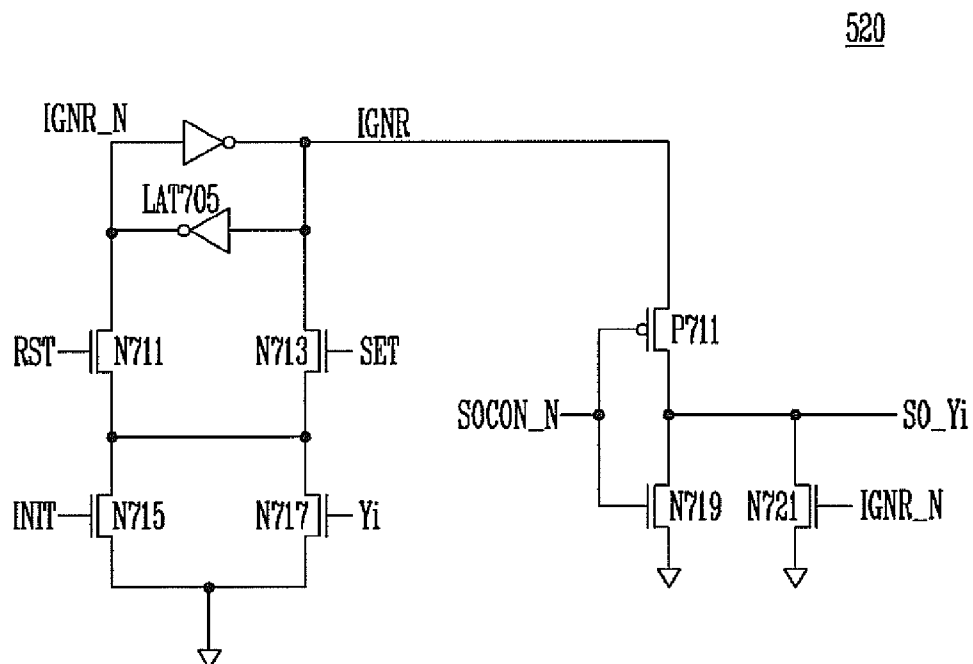 520
IGNR_N
IGNR
LAT705
RST
N711
N713
SET
P711
SOCON_N
SO_Yi
INIT
N715
N717
Yi
N719
N721
IGNR_N